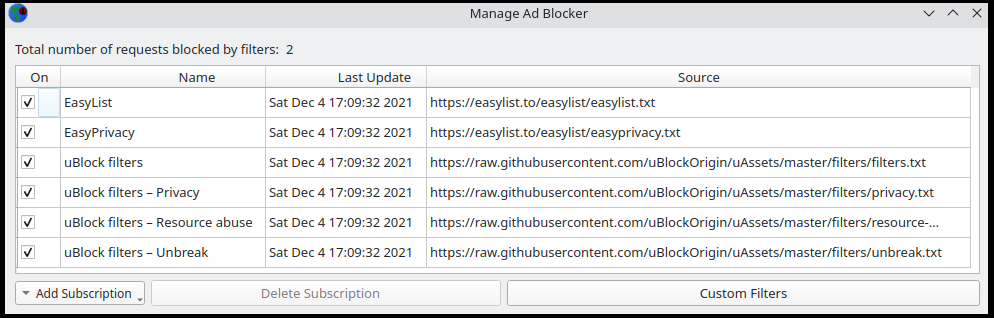 Manage Ad Blocker
Total number of requests blocked by filters: 2
On Name Last Update Source
EasyList Sat Dec 4 17:09:32 2021 https://easylist.to/easylist/easylist.txt
EasyPrivacy Sat Dec 4 17:09:32 2021 https://easylist.to/easylist/easyprivacy.txt
uBlock filters Sat Dec 4 17:09:32 2021 https://raw.githubusercontent.com/uBlockOrigin/uAssets/master/filters/filters.txt
uBlock filters – Privacy Sat Dec 4 17:09:32 2021 https://raw.githubusercontent.com/uBlockOrigin/uAssets/master/filters/privacy.txt
uBlock filters – Resource abuse Sat Dec 4 17:09:32 2021 https://raw.githubusercontent.com/uBlockOrigin/uAssets/master/filters/resource-...
uBlock filters – Unbreak Sat Dec 4 17:09:32 2021 https://raw.githubusercontent.com/uBlockOrigin/uAssets/master/filters/unbreak.txt
Add Subscription Delete Subscription Custom Filters